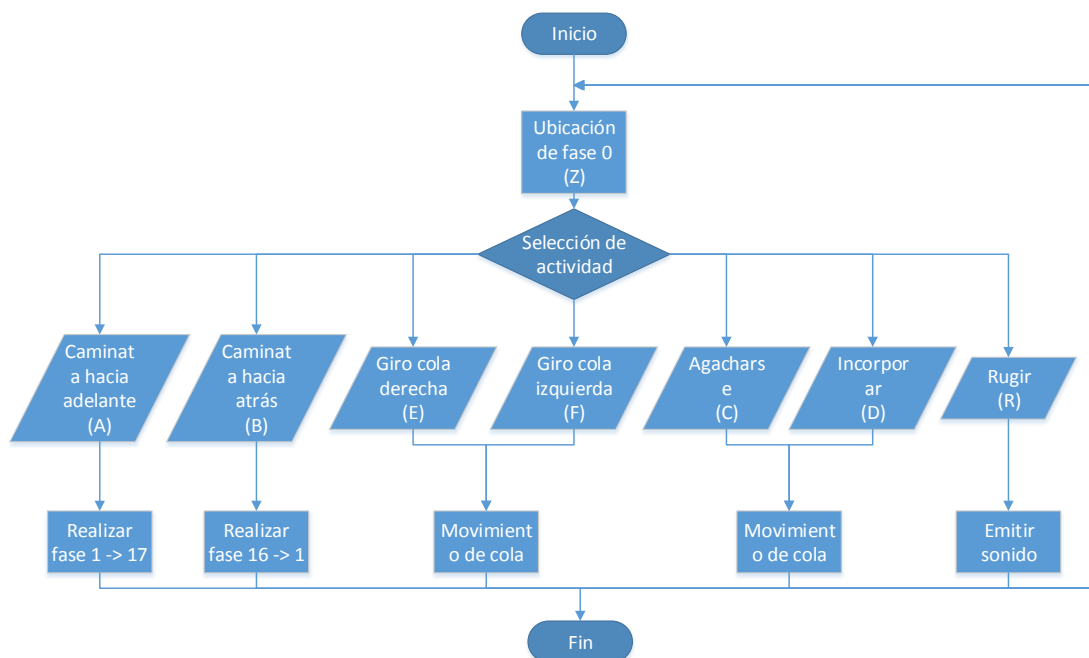 Inicio
Ubicación
de fase 0
(Z)
Selección de
actividad
Caminat
a hacia
adelante
(A)
Caminat
a hacia
atrás
(B)
Giro cola
derecha
(E)
Giro cola
izquierda
(F)
Agachars
e
(C)
Incorpor
ar
(D)
Rugir
(R)
Realizar
fase 1 -> 17
Realizar
fase 16 -> 1
Movimient
o de cola
Movimient
o de cola
Emitir
sonido
Fin